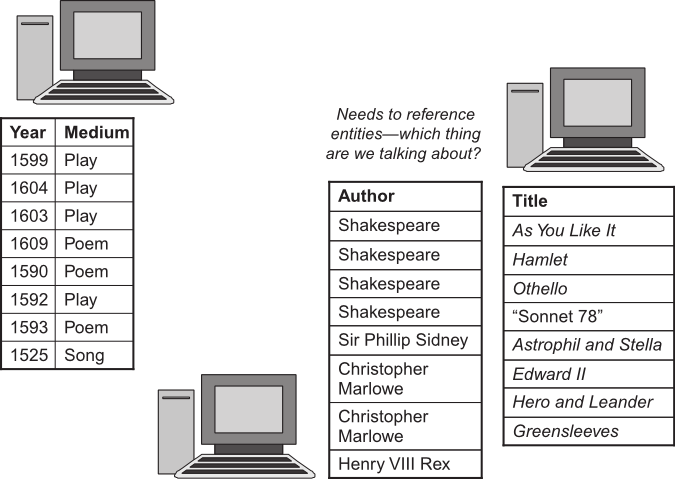 Year Medium
1599 Play
1604 Play
1603 Play
1609 Poem
1590 Poem
1592 Play
1593 Poem
1525 Song
Needs to reference
entities—which thing
are we talking about?
Author
Shakespeare
Shakespeare
Shakespeare
Shakespeare
Sir Phillip Sidney
Christopher
Marlowe
Christopher
Marlowe
Henry VIII Rex
Title
As You Like It
Hamlet
Othello
“Sonnet 78”
Astrophil and Stella
Edward II
Hero and Leander
Greensleeves